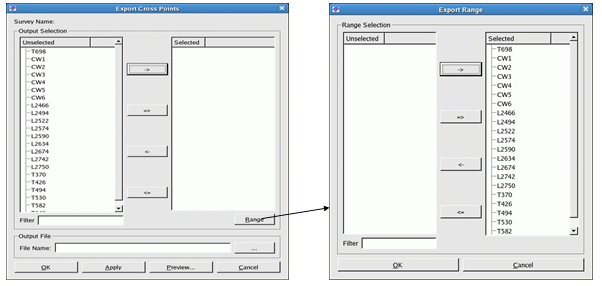 Export Cross Points
Survey Name:
Output Selection
Unselected
Selected
T698
CW1
CW2
CW3
CW4
CW5
CW6
L2466
L2494
L2522
L2574
L2590
L2634
L2674
L2742
L2750
T370
T426
T494
T530
T582
->
=>
<-
<=
Filter
Range
Output File
File Name:
...
OK
Apply
Preview...
Cancel
Export Range
Range Selection
Unselected
Selected
->
=>
<-
<=
T698
CW1
CW2
CW3
CW4
CW5
CW6
L2466
L2494
L2522
L2574
L2590
L2634
L2674
L2742
L2750
T370
T426
T494
T530
T582
Filter
OK
Cancel